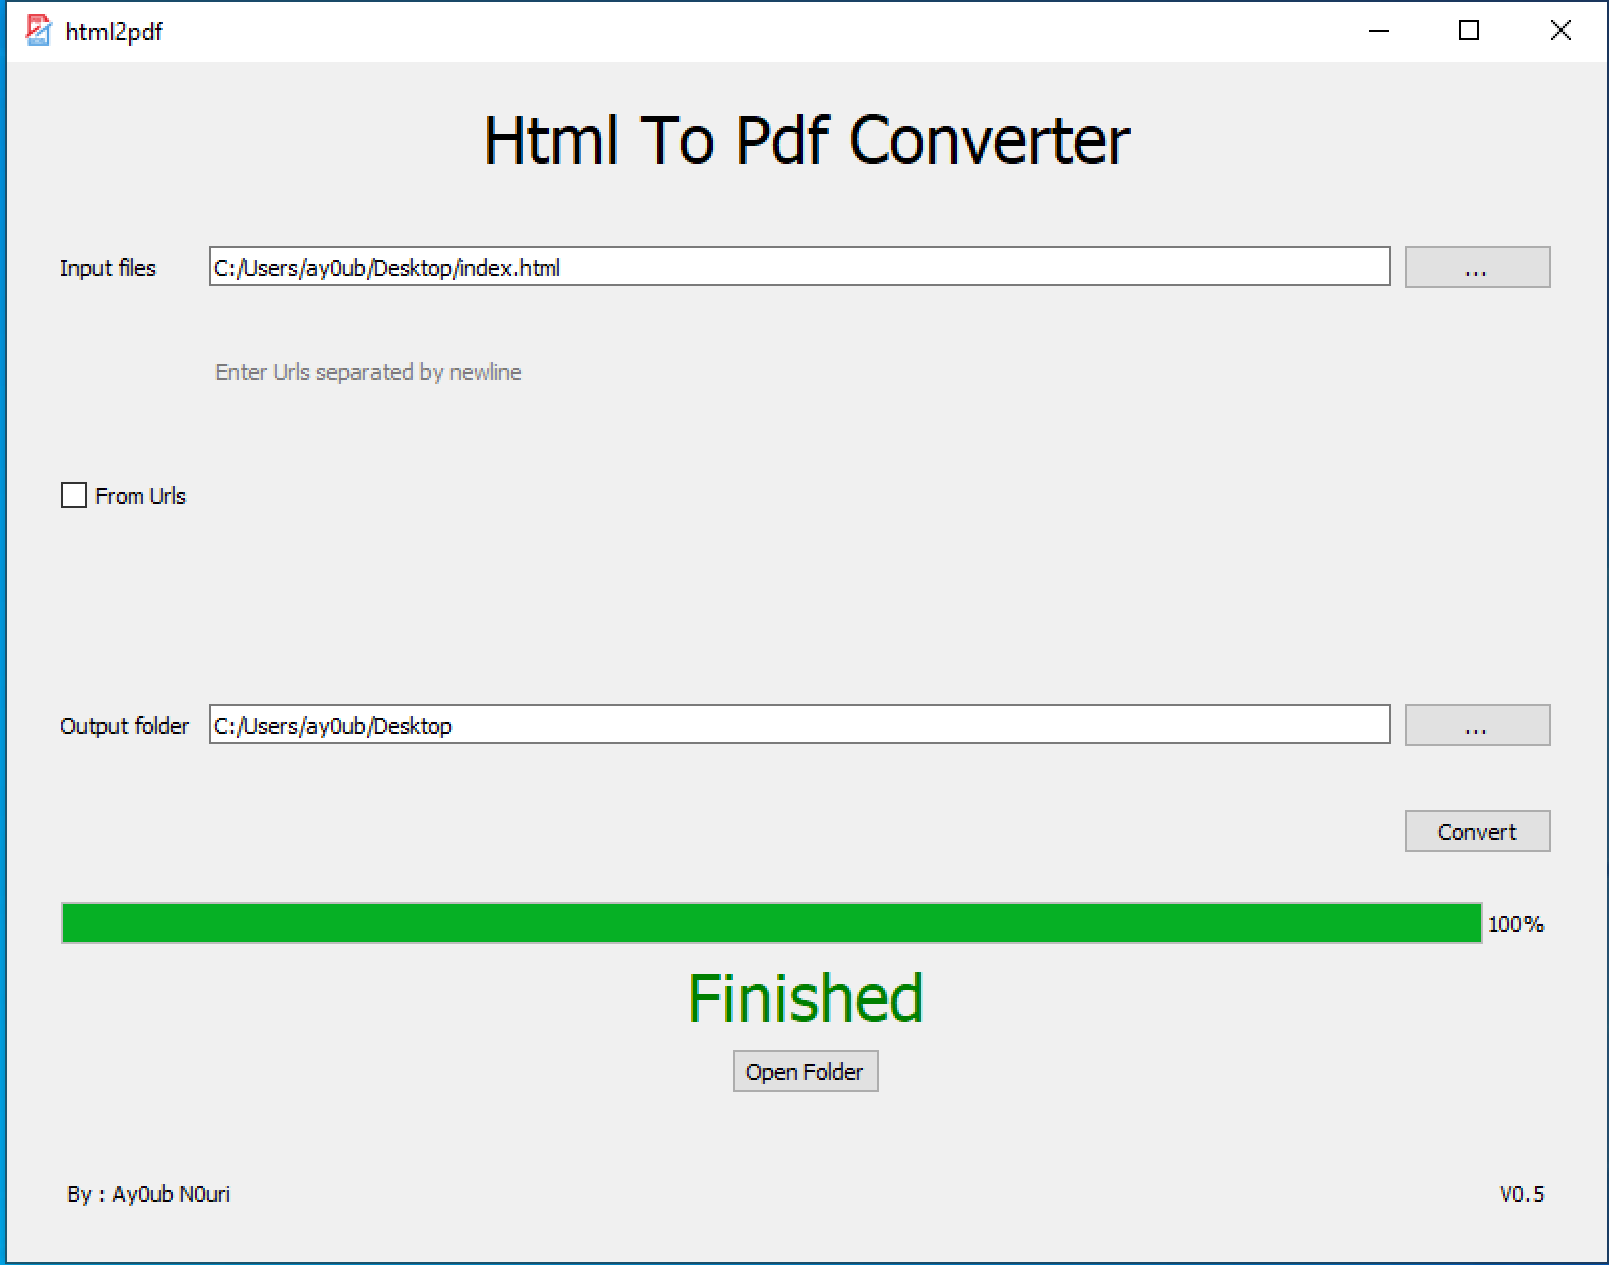 html2pdf
Html To Pdf Converter
Input files C:/Users/ay0ub/Desktop/index.html ...
Enter Urls separated by newline
From Urls
Output folder C:/Users/ay0ub/Desktop ...
Convert
100%
Finished
Open Folder
By : Ay0ub N0uri V0.5